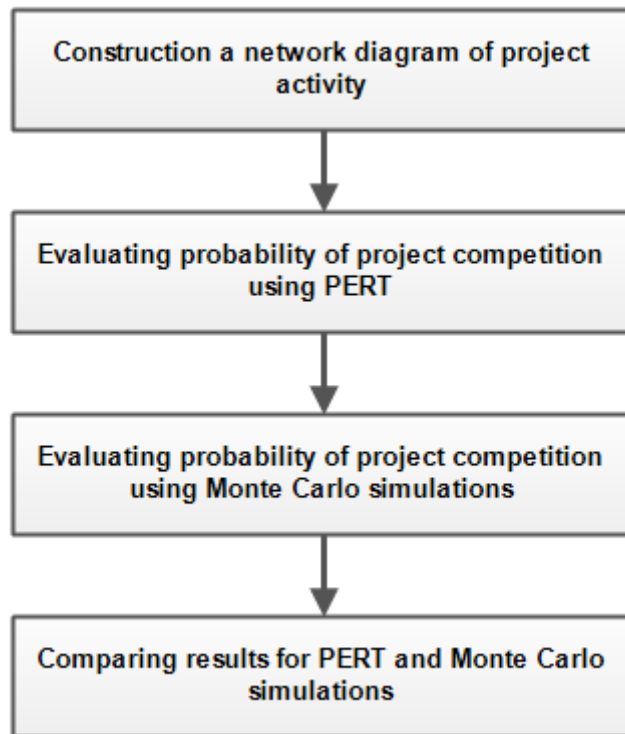 Construction a network diagram of project
activity
Evaluating probability of project competition
using PERT
Evaluating probability of project competition
using Monte Carlo simulations
Comparing results for PERT and Monte Carlo
simulations